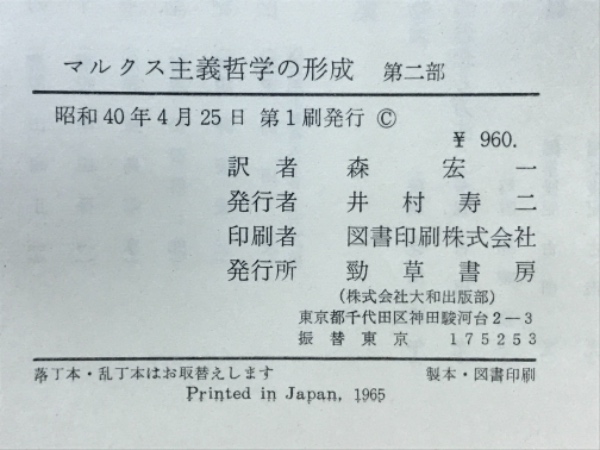 マルクス主義哲学の形成 第二部
昭和40年4月25日 第1刷発行 ©
¥ 960.
訳者 森宏一
発行者 井村寿二
印刷者 図書印刷株式会社
発行所 勁草書房
(株式会社大和出版部)
東京都千代田区神田駿河台2−3
振替東京 175253
落丁本・乱丁本はお取替えします 製本・図書印刷
Printed in Japan, 1965